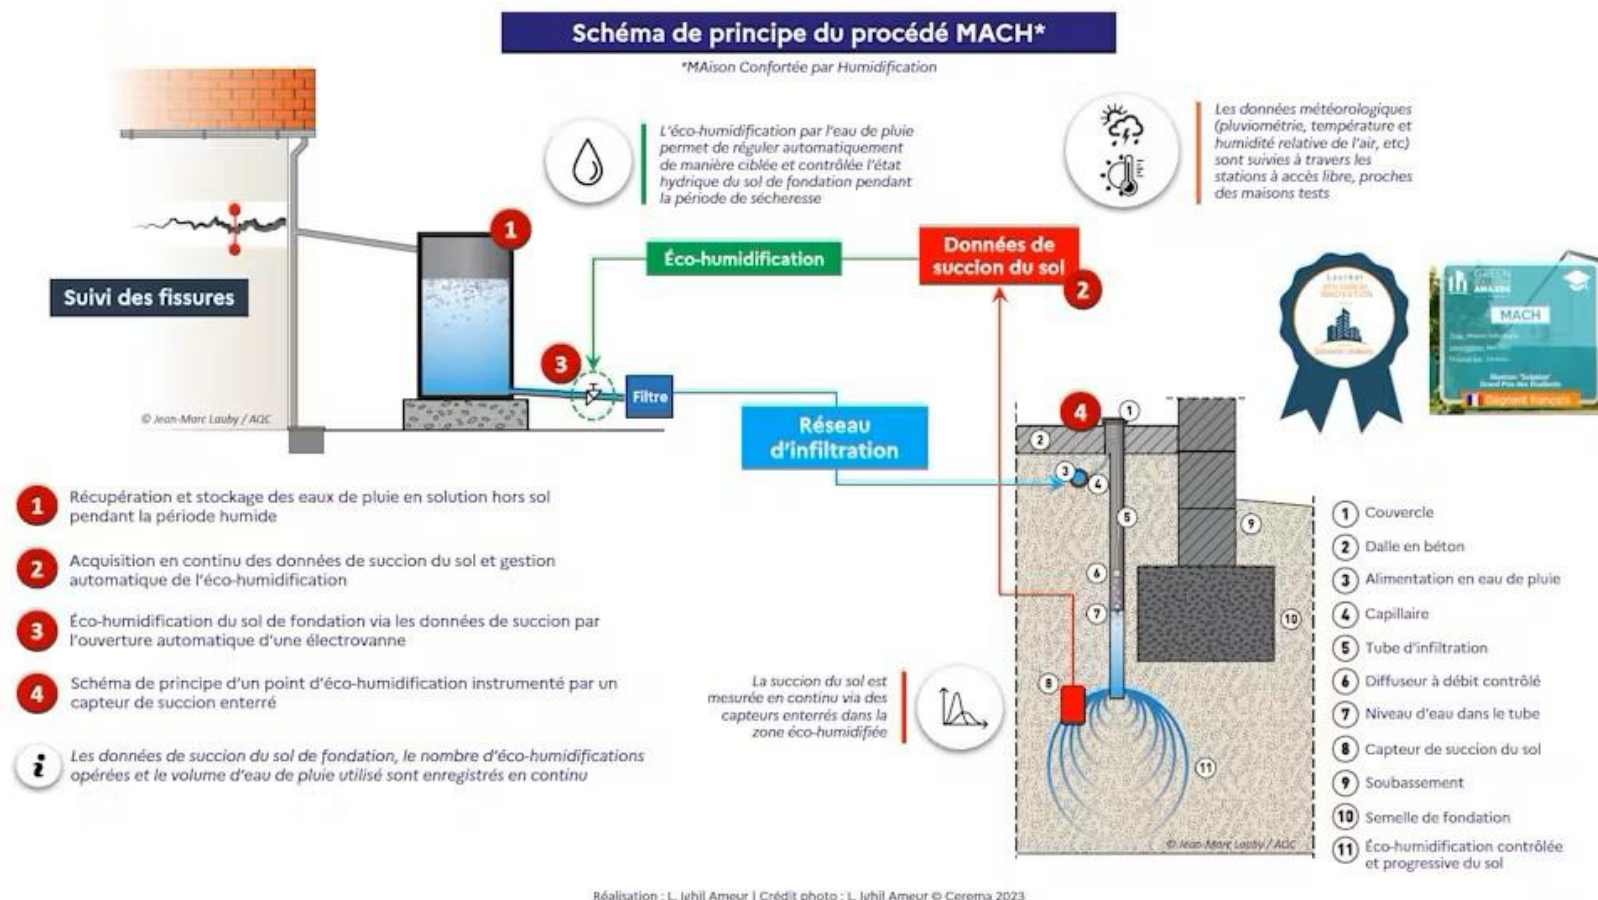 Schéma de principe du procédé MACH*
*MAison Confortée par Humidification
L'éco-humidification par l'eau de pluie
permet de réguler automatiquement
de manière ciblée et contrôlée l'état
hydrique du sol de fondation pendant
la période de sécheresse
Les données météorologiques
(pluviométrie, température et
humidité relative de l'air, etc)
sont suivies à travers les
stations à accès libre, proches
des maisons tests
1
Éco-humidification
Données de
succion du sol
2
Suivi des fissures
3
Filtre
© Jean-Marc Lauby / AQC
Réseau
d'infiltration
Lauréat
INNOVATION
GREEN
AWARDS
MACH
Grand Prix des Étudiants
Gagnant français
4
1
2
3
4
5
6
7
8
9
10
11
© Jean-Marc Lauby / AQC
1 Récupération et stockage des eaux de pluie en solution hors sol
pendant la période humide
2 Acquisition en continu des données de succion du sol et gestion
automatique de l'éco-humidification
3 Éco-humidification du sol de fondation via les données de succion par
l'ouverture automatique d'une électrovanne
4 Schéma de principe d'un point d'éco-humidification instrumenté par un
capteur de succion enterré
i Les données de succion du sol de fondation, le nombre d'éco-humidifications
opérées et le volume d'eau de pluie utilisé sont enregistrés en continu
La succion du sol est
mesurée en continu via des
capteurs enterrés dans la
zone éco-humidifiée
1 Couvercle
2 Dalle en béton
3 Alimentation en eau de pluie
4 Capillaire
5 Tube d'infiltration
6 Diffuseur à débit contrôlé
7 Niveau d'eau dans le tube
8 Capteur de succion du sol
9 Soubassement
10 Semelle de fondation
11 Éco-humidification contrôlée
et progressive du sol
Réalisation : L. Ighil Ameur | Crédit photo : L. Ighil Ameur © Cerema 2023